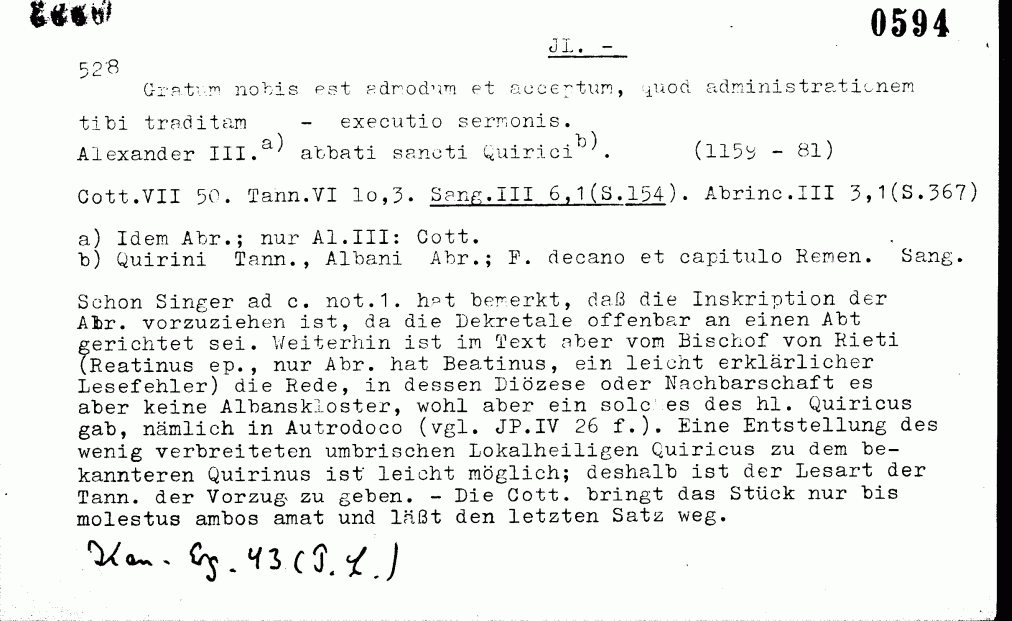 0594
JL. -
528
Gratum nobis est admodum et acceptum, quod administrationem
tibi traditam - executio sermonis.
Alexander III.a) abbati sancti Quirici b). (1159 - 81)
Cott.VII 50. Tann.VI lo,3. Sang.III 6,1(S.154). Abrinc.III 3,1(S.367)
a) Idem Abr.; nur Al.III: Cott.
b) Quirini Tann., Albani Abr.; F. decano et capitulo Remen. Sang.
Schon Singer ad c. not.1. hat bemerkt, daß die Inskription der
Abr. vorzuziehen ist, da die Dekretale offenbar an einen Abt
gerichtet sei. Weiterhin ist im Text aber vom Bischof von Rieti
(Reatinus ep., nur Abr. hat Beatinus, ein leicht erklärlicher
Lesefehler) die Rede, in dessen Diözese oder Nachbarschaft es
aber keine Albanskloster, wohl aber ein solches des hl. Quiricus
gab, nämlich in Autrodoco (vgl. JP.IV 26 f.). Eine Entstellung des
wenig verbreiteten umbrischen Lokalheiligen Quiricus zu dem be-
kannteren Quirinus ist leicht möglich; deshalb ist der Lesart der
Tann. der Vorzug zu geben. - Die Cott. bringt das Stück nur bis
molestus ambos amat und läßt den letzten Satz weg.
Kan. Erg. 43 (P. L.)